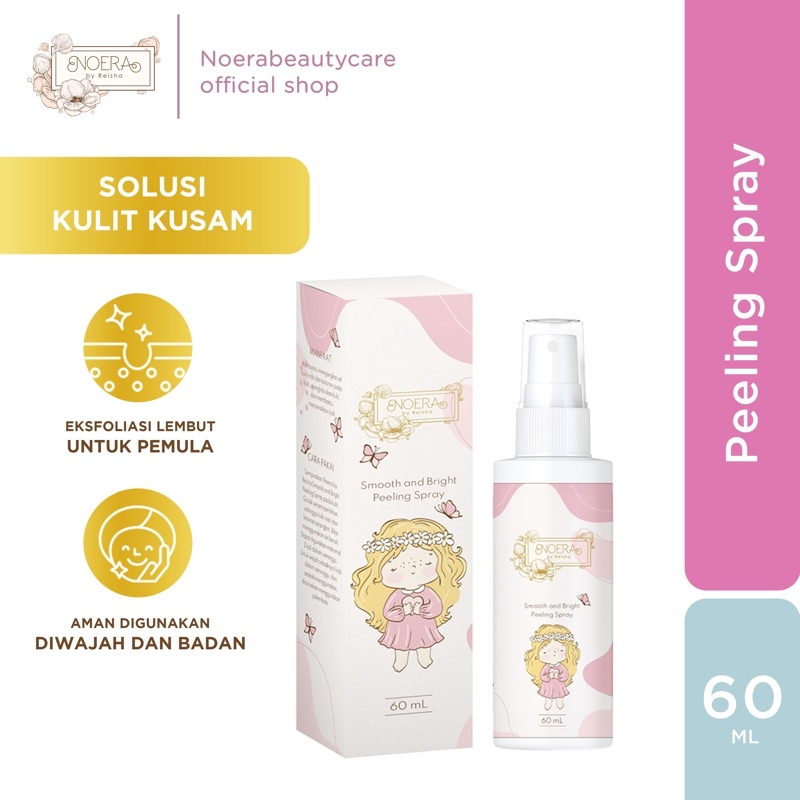 NOERA
by Reisha
Noerabeautycare
official shop
SOLUSI
KULIT KUSAM
EKSFOLIASI LEMBUT
UNTUK PEMULA
AMAN DIGUNAKAN
DIWAJAH DAN BADAN
MANFAAT
CARA PAKAI
NOERA
by Reisha
Smooth and Bright
Peeling Spray
60 mL
NOERA
by Reisha
Smooth and Bright
Peeling Spray
60 mL
Peeling Spray
60
ML